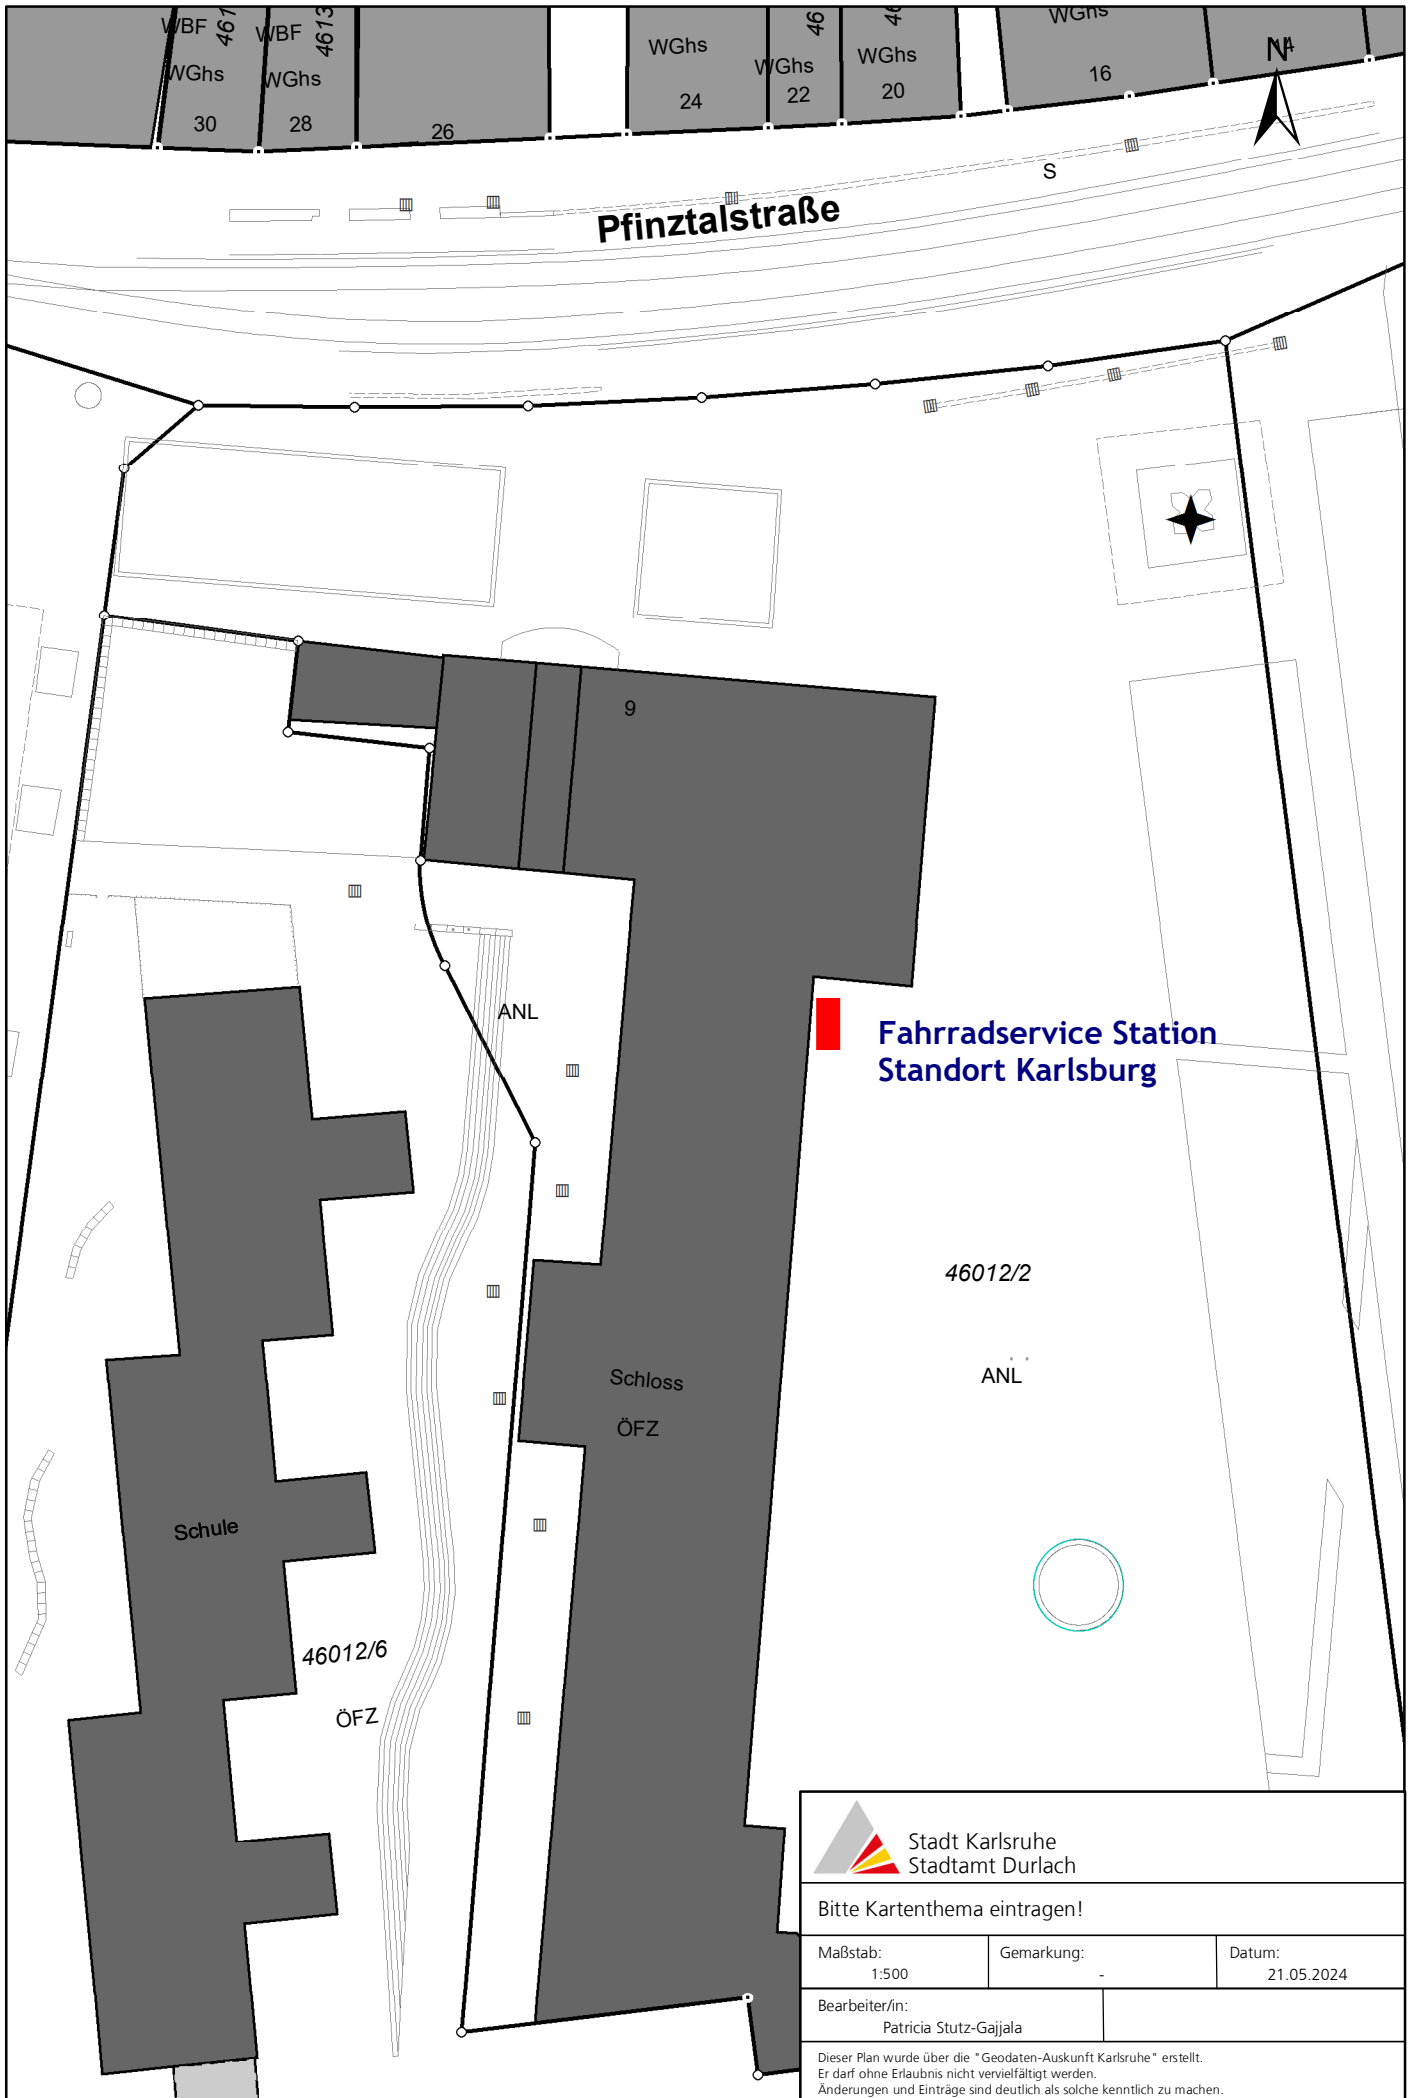 WBF
WBF
4613
WGhs
WGhs
30
28
26
WGhs
24
WGhs
22
WGhs
20
WGhs
16
N
S
Pfinztalstraße
9
ANL
Fahrradservice Station
Standort Karlsburg
46012/2
ANL
Schloss
ÖFZ
Schule
46012/6
ÖFZ
Stadt Karlsruhe
Stadtamt Durlach
Bitte Kartenthema eintragen!
Maßstab:
1:500
Gemarkung:
-
Datum:
21.05.2024
Bearbeiter/in:
Patricia Stutz-Gajjala
Dieser Plan wurde über die "Geodaten-Auskunft Karlsruhe" erstellt.
Er darf ohne Erlaubnis nicht vervielfältigt werden.
Änderungen und Einträge sind deutlich als solche kenntlich zu machen.